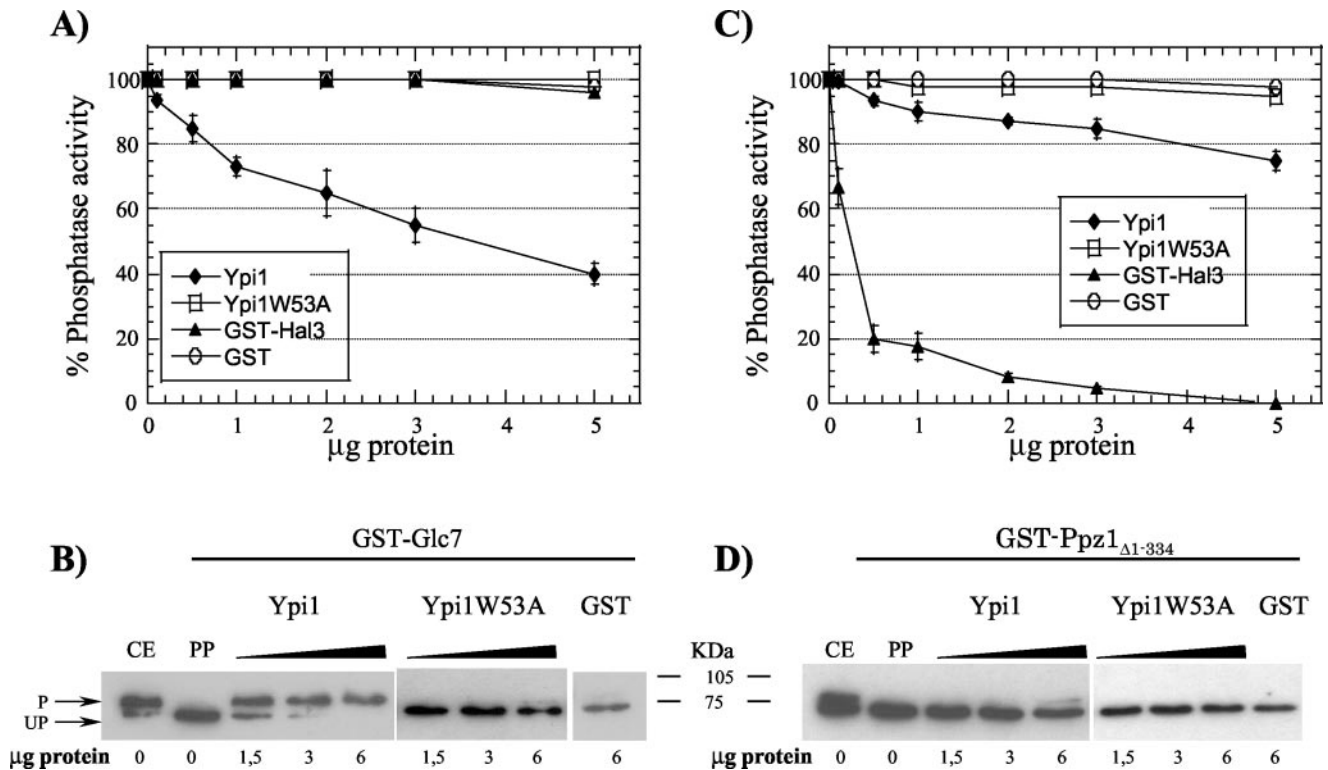 A)
% Phosphatase activity
100
80
60
40
20
0
Ypi1
Ypi1W53A
GST-Hal3
GST
0 1 2 3 4 5
µg protein
C)
% Phosphatase activity
100
80
60
40
20
0
Ypi1
Ypi1W53A
GST-Hal3
GST
0 1 2 3 4 5
µg protein
B)
GST-Glc7
Ypi1 Ypi1W53A GST
CE PP
P
UP
µg protein 0 0 1,5 3 6 1,5 3 6 6
KDa
105
75
D)
GST-Ppz1Δ1-334
Ypi1 Ypi1W53A GST
CE PP
µg protein 0 0 1,5 3 6 1,5 3 6 6